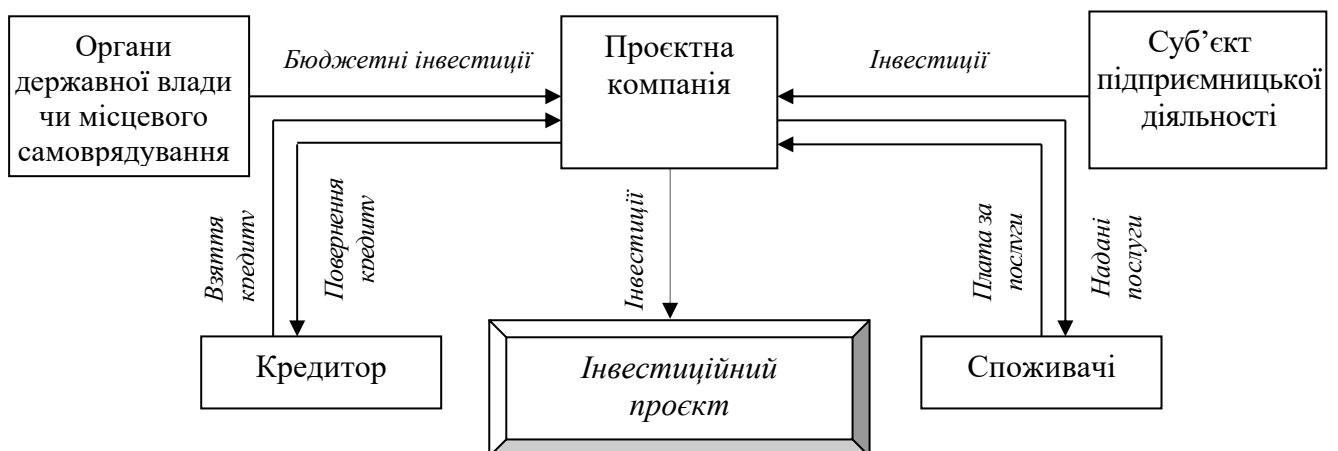 Органи
державної влади
чи місцевого
самоврядування
Бюджетні інвестиції
Проєктна
компанія
Інвестиції
Суб’єкт
підприємницької
діяльності
Взяття
кредиту
Повернення
кредиту
Інвестиції
Плата за
послуги
Надані
послуги
Кредитор
Інвестиційний
проєкт
Споживачі